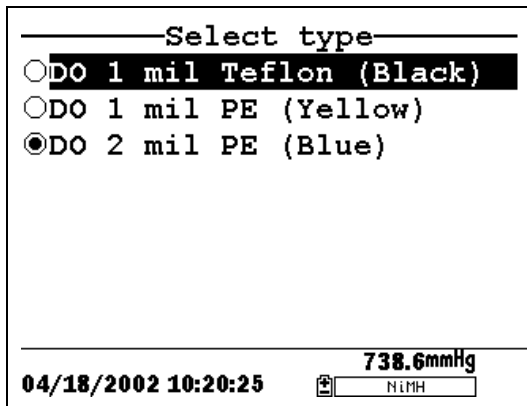 Select type
DO 1 mil Teflon (Black)
DO 1 mil PE (Yellow)
DO 2 mil PE (Blue)
738.6mmHg
04/18/2002 10:20:25 NiMH